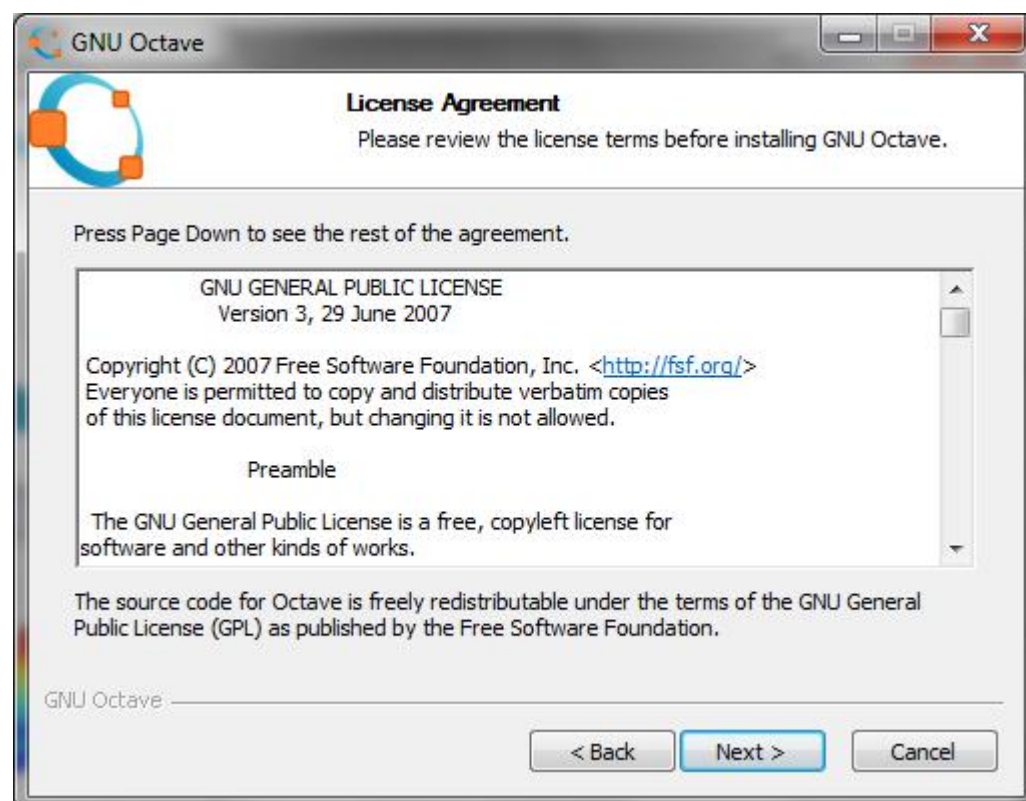 GNU Octave
License Agreement
Please review the license terms before installing GNU Octave.
Press Page Down to see the rest of the agreement.
GNU GENERAL PUBLIC LICENSE
Version 3, 29 June 2007
Copyright (C) 2007 Free Software Foundation, Inc. <http://fsf.org/>
Everyone is permitted to copy and distribute verbatim copies
of this license document, but changing it is not allowed.
Preamble
The GNU General Public License is a free, copyleft license for
software and other kinds of works.
The source code for Octave is freely redistributable under the terms of the GNU General
Public License (GPL) as published by the Free Software Foundation.
GNU Octave
< Back Next > Cancel